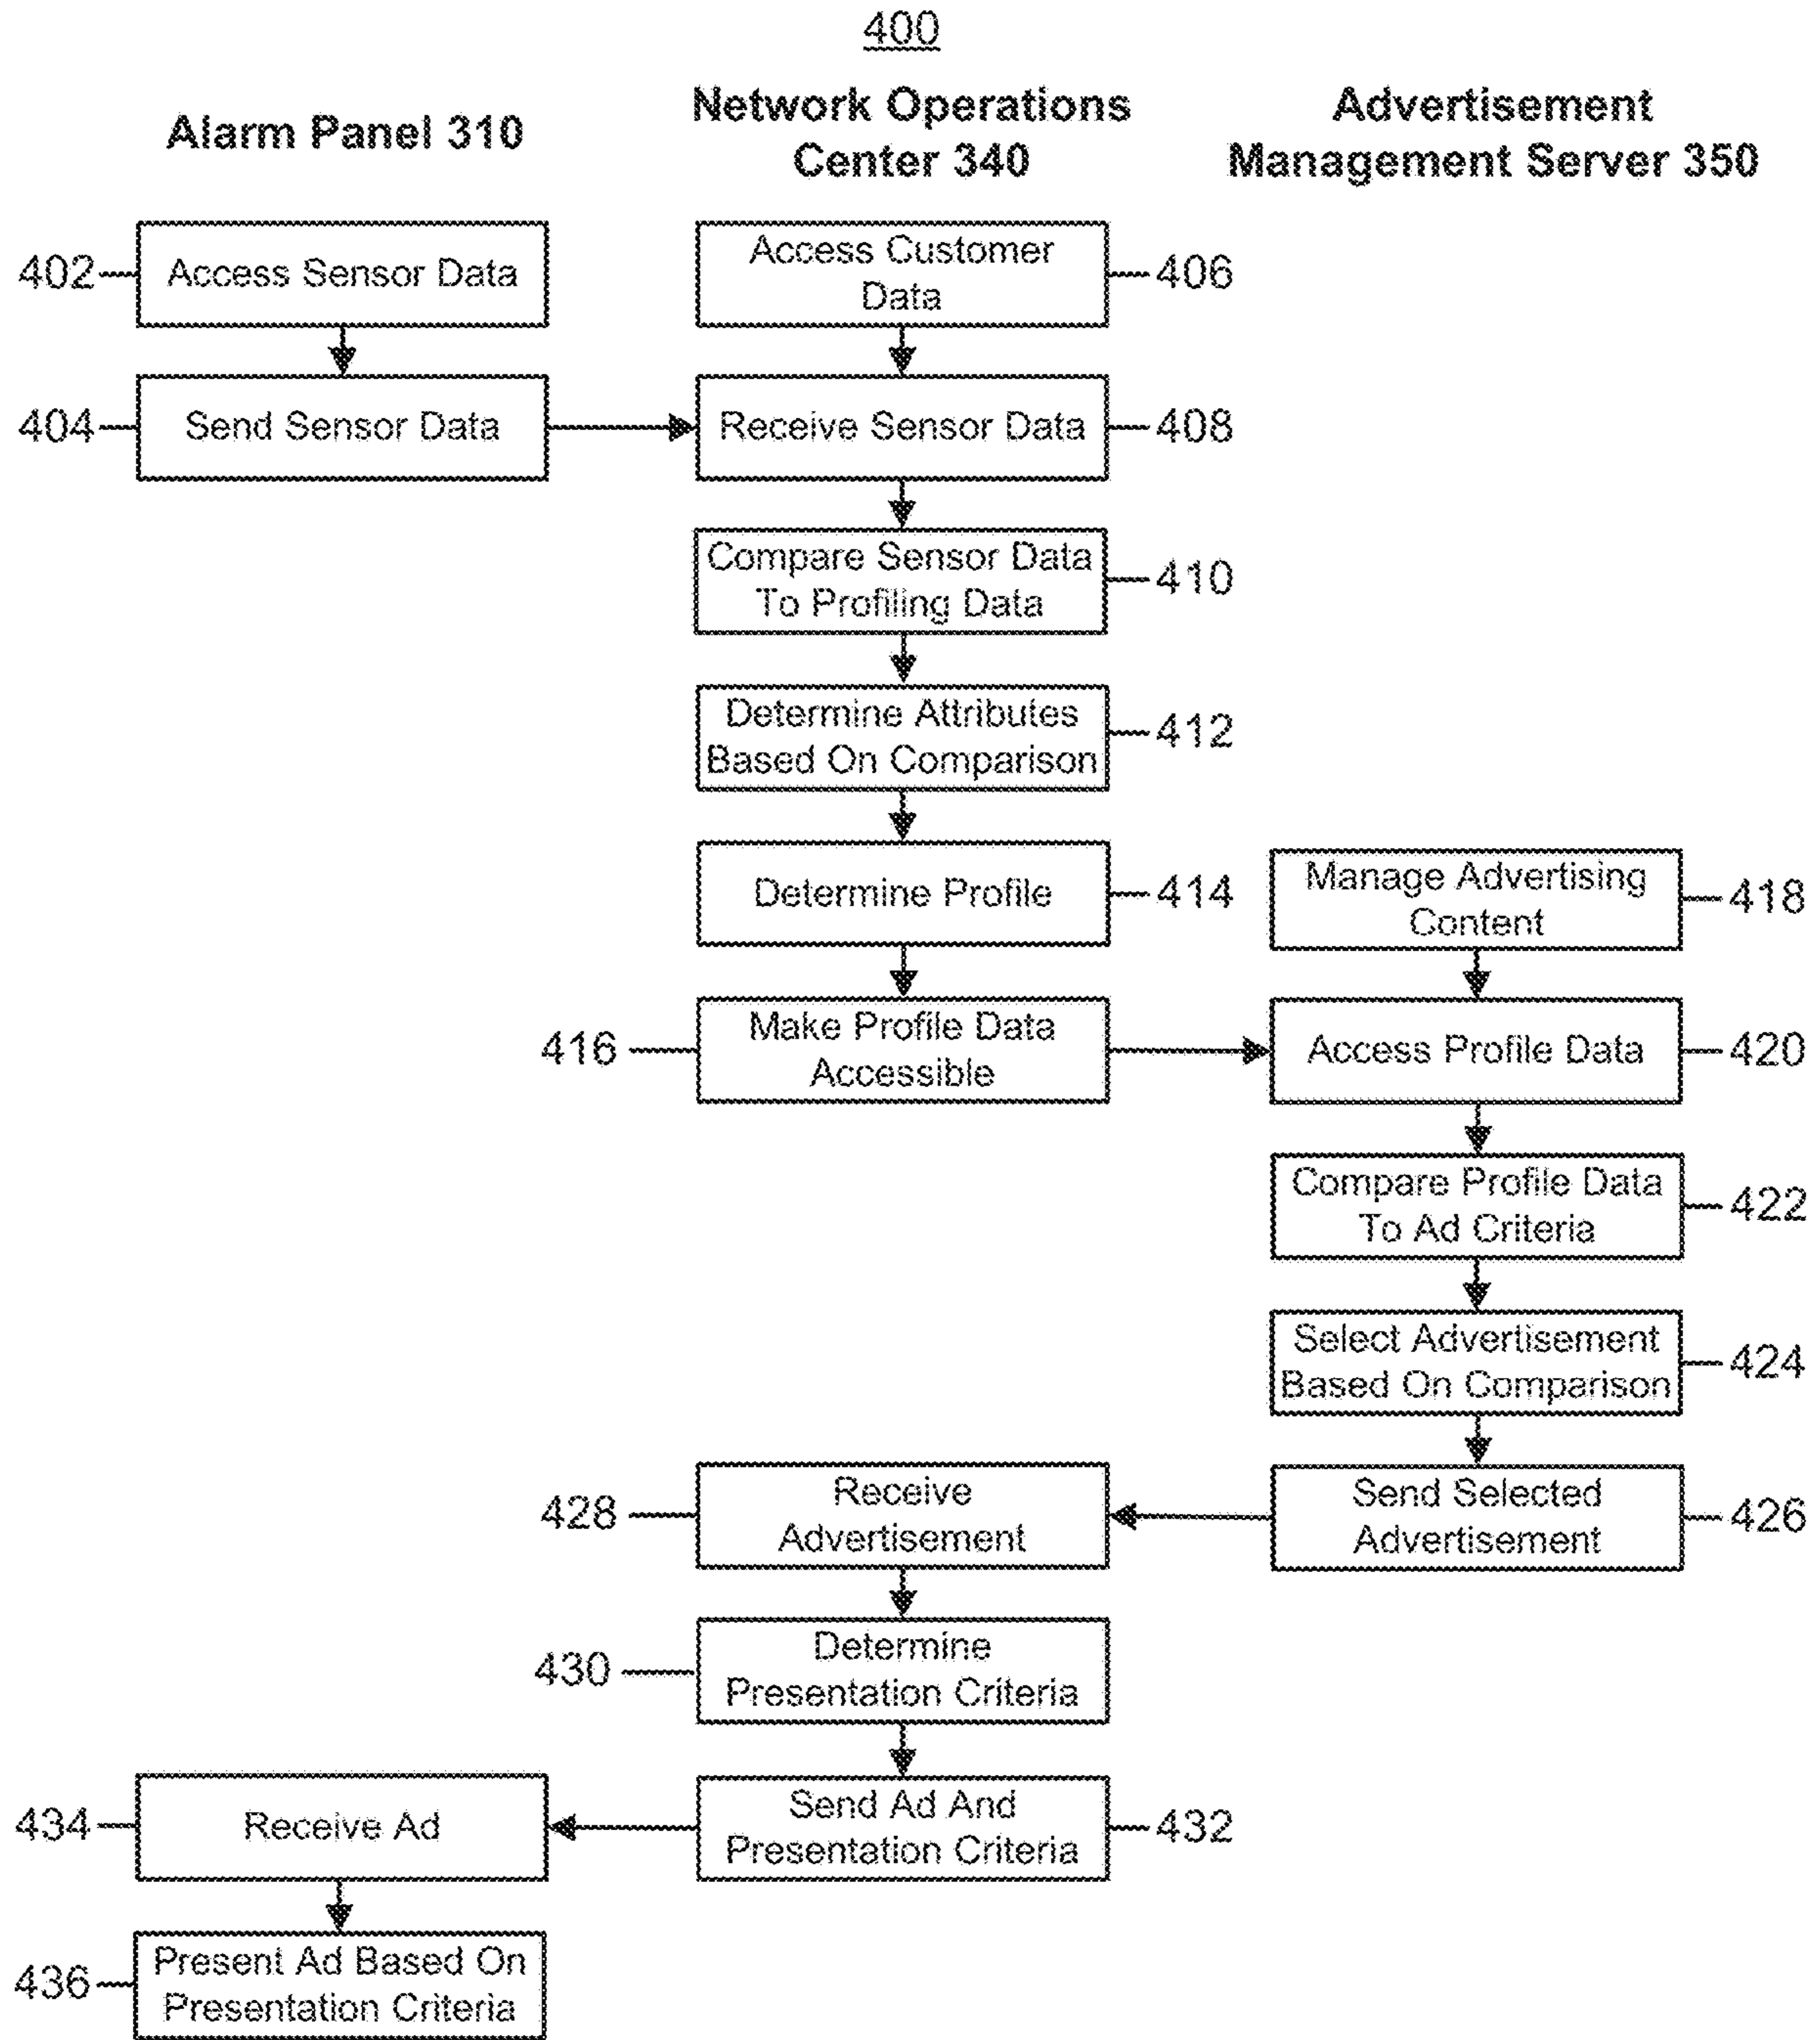 400
Alarm Panel 310
Network Operations
Center 340
Advertisement
Management Server 350
402
Access Sensor Data
Access Customer
Data
406
404
Send Sensor Data
Receive Sensor Data
408
Compare Sensor Data
To Profiling Data
410
Determine Attributes
Based On Comparison
412
Determine Profile
414
Manage Advertising
Content
418
416
Make Profile Data
Accessible
Access Profile Data
420
Compare Profile Data
To Ad Criteria
422
Select Advertisement
Based On Comparison
424
428
Receive
Advertisement
Send Selected
Advertisement
426
430
Determine
Presentation Criteria
434
Receive Ad
Send Ad And
Presentation Criteria
432
436
Present Ad Based On
Presentation Criteria